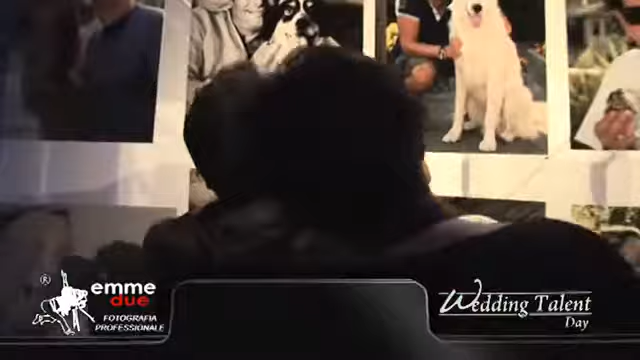 ®
emme
due
FOTOGRAFIA
PROFESSIONALE
Wedding Talent
Day